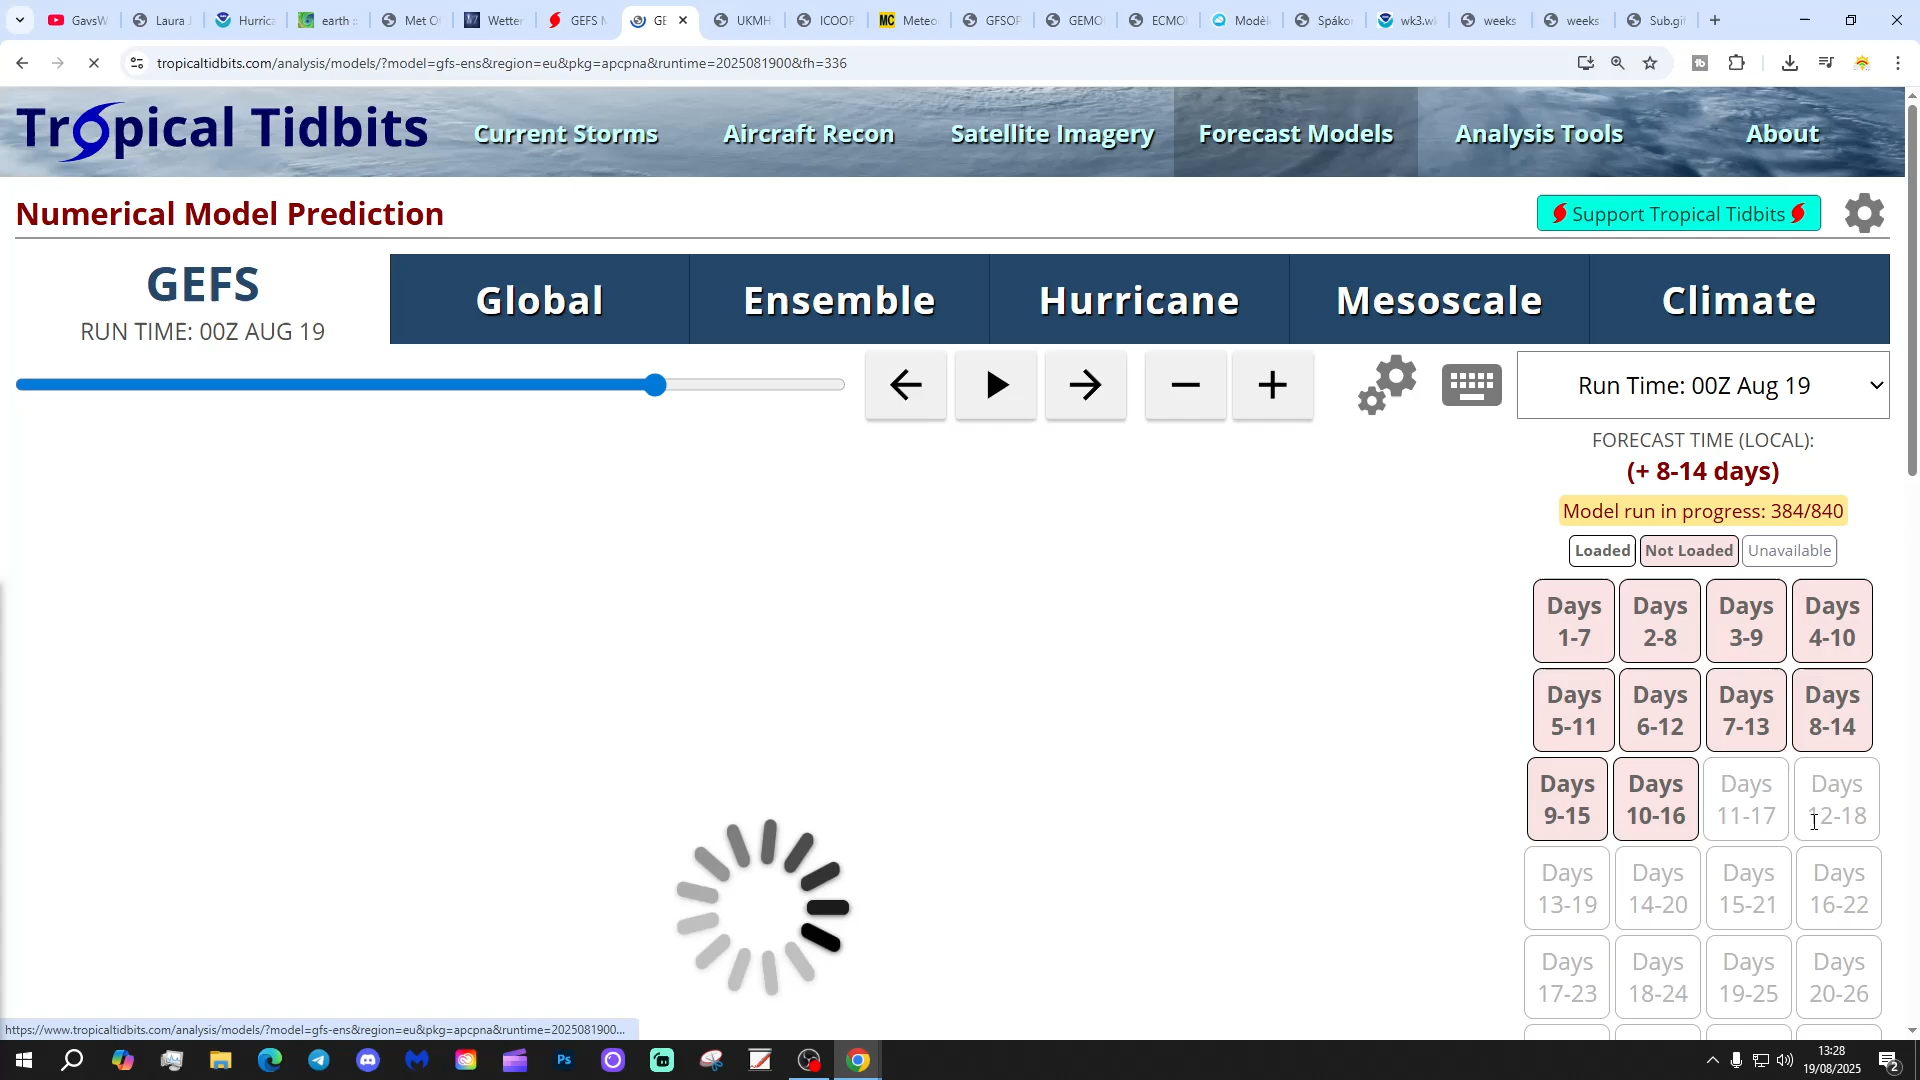 GavsW
Laura J
Hurric
earth ::
Met O
Wetter
GEFS M
GE
UKMH
ICOOP
MC Meteo
GFSOP
GEMO
ECMO
Modèl
Spáko
wk3.w
weeks
weeks
Sub.gi
tropicaltidbits.com/analysis/models/?model=gfs-ens&region=eu&pkg=apcpna&runtime=2025081900&fh=336
Tropical Tidbits
Current Storms
Aircraft Recon
Satellite Imagery
Forecast Models
Analysis Tools
About
Numerical Model Prediction
Support Tropical Tidbits
GEFS
RUN TIME: 00Z AUG 19
Global
Ensemble
Hurricane
Mesoscale
Climate
Run Time: 00Z Aug 19
FORECAST TIME (LOCAL):
(+ 8-14 days)
Model run in progress: 384/840
Loaded Not Loaded Unavailable
Days 1-7
Days 2-8
Days 3-9
Days 4-10
Days 5-11
Days 6-12
Days 7-13
Days 8-14
Days 9-15
Days 10-16
Days 11-17
Days 12-18
Days 13-19
Days 14-20
Days 15-21
Days 16-22
Days 17-23
Days 18-24
Days 19-25
Days 20-26
https://www.tropicaltidbits.com/analysis/models/?model=gfs-ens&region=eu&pkg=apcpna&runtime=2025081900...
Ps
13:28
19/08/2025
2